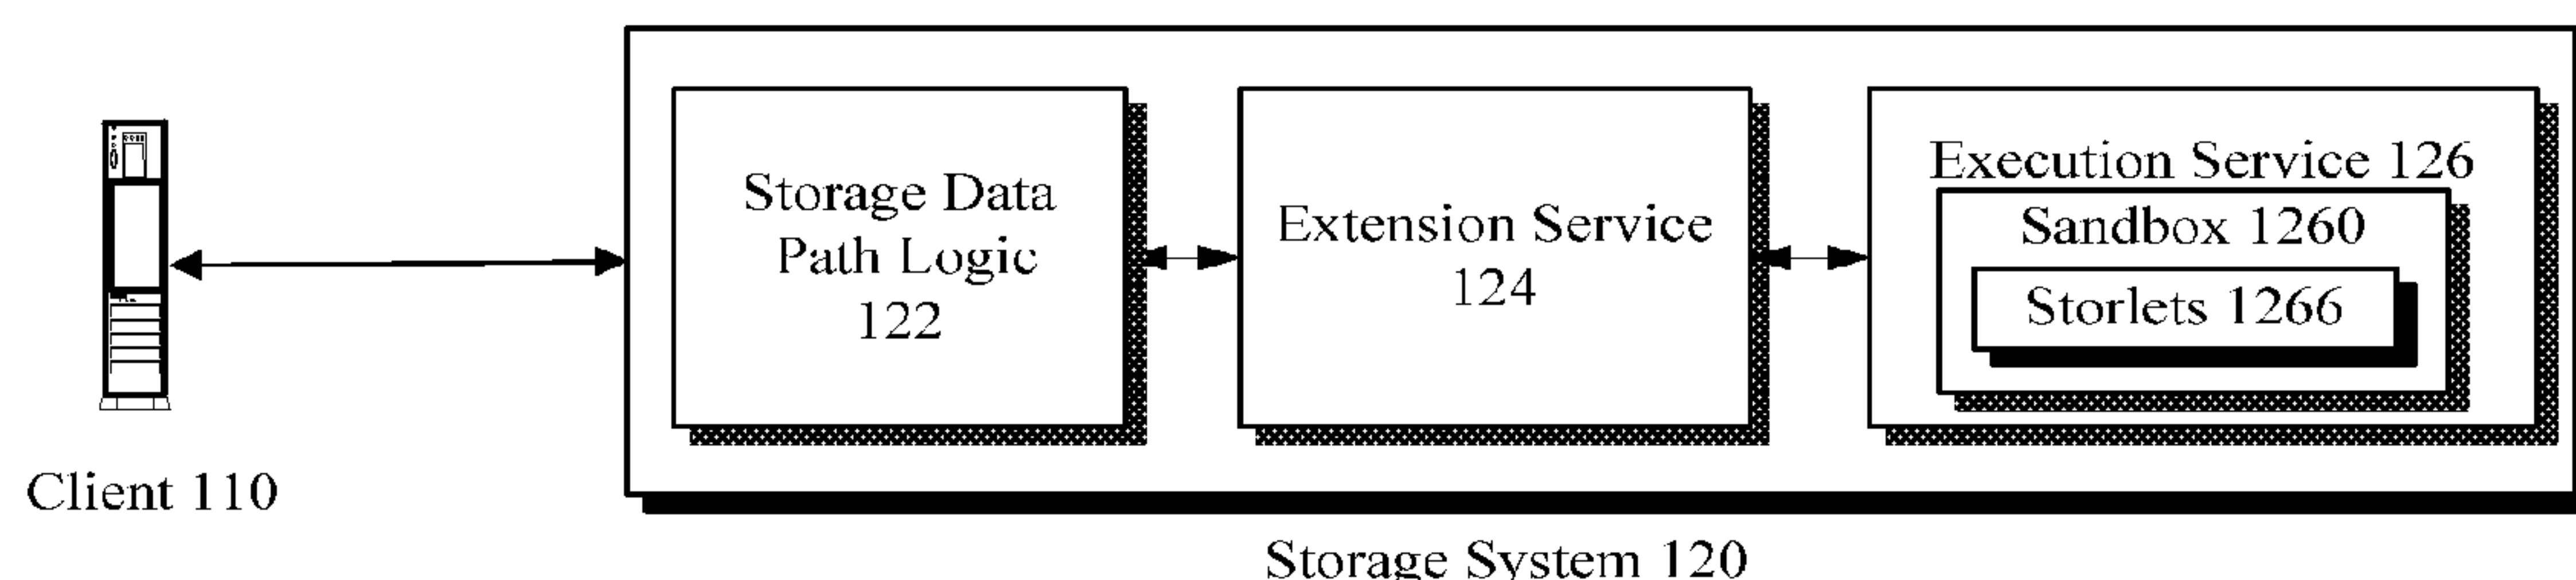 Storage Data
Path Logic
122
Extension Service
124
Execution Service 126
Sandbox 1260
Storlets 1266
Client 110
Storage System 120